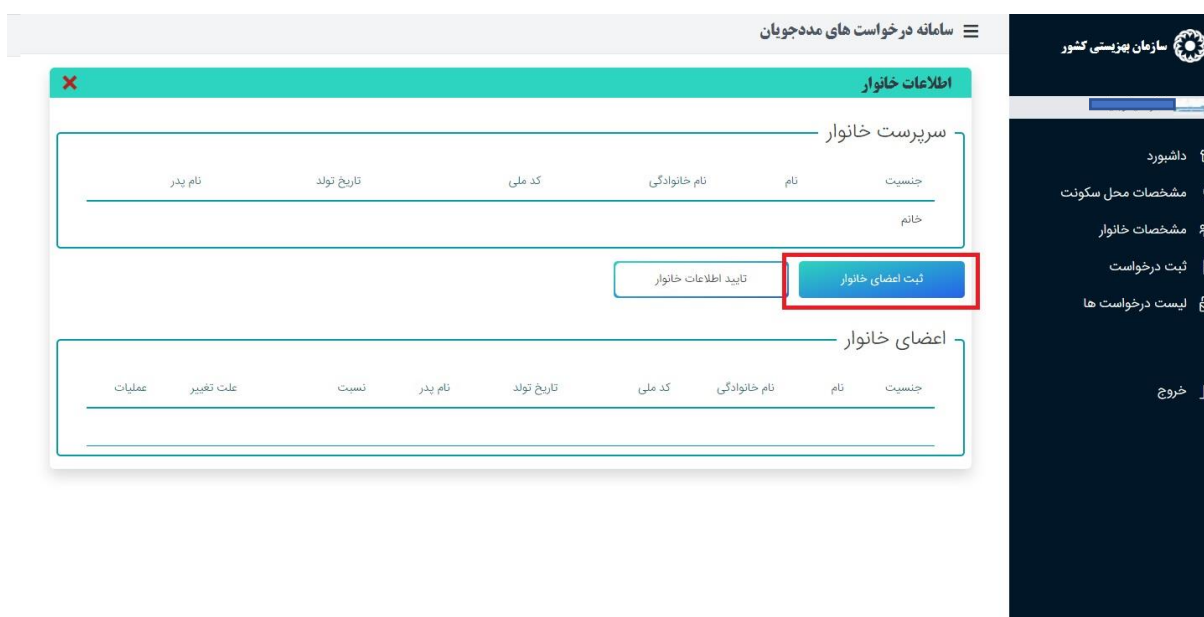 سازمان بهزیستی کشور
داشبورد
مشخصات محل سکونت
مشخصات خانوار
ثبت درخواست
لیست درخواست ها
خروج
سامانه درخواست های مددجویان
اطلاعات خانوار
سرپرست خانوار
جنسیت نام نام خانوادگی کد ملی تاریخ تولد نام پدر
خانم
ثبت اعضای خانوار تایید اطلاعات خانوار
اعضای خانوار
جنسیت نام نام خانوادگی کد ملی تاریخ تولد نام پدر نسبت علت تغییر عملیات